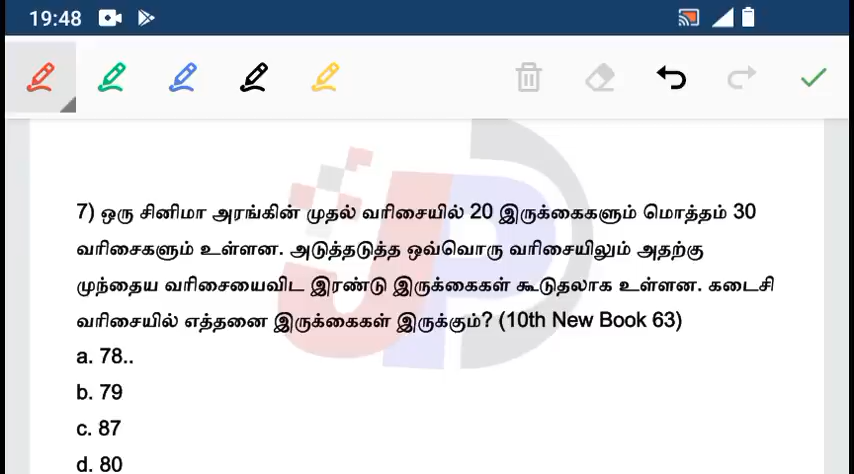 19:48
7) ஒரு சினிமா அரங்கின் முதல் வரிசையில் 20 இருக்கைகளும் மொத்தம் 30
வரிசைகளும் உள்ளன. அடுத்தடுத்த ஒவ்வொரு வரிசையிலும் அதற்கு
முந்தைய வரிசையைவிட இரண்டு இருக்கைகள் கூடுதலாக உள்ளன. கடைசி
வரிசையில் எத்தனை இருக்கைகள் இருக்கும்? (10th New Book 63)
a. 78..
b. 79
c. 87
d. 80